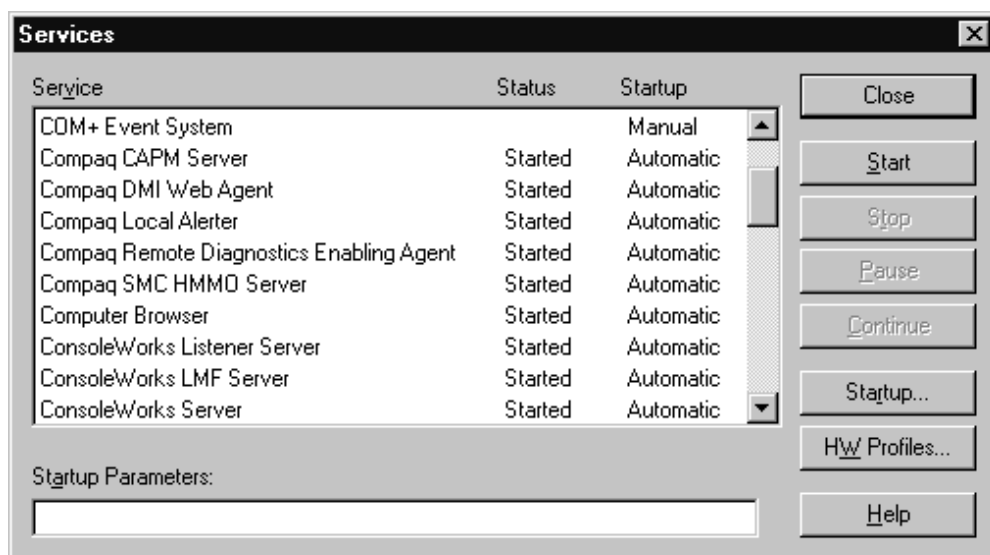 Services
Service Status Startup
COM+ Event System Manual
Compaq CAPM Server Started Automatic
Compaq DMI Web Agent Started Automatic
Compaq Local Alerter Started Automatic
Compaq Remote Diagnostics Enabling Agent Started Automatic
Compaq SMC HMMO Server Started Automatic
Computer Browser Started Automatic
ConsoleWorks Listener Server Started Automatic
ConsoleWorks LMF Server Started Automatic
ConsoleWorks Server Started Automatic
Startup Parameters:
Close
Start
Stop
Pause
Continue
Startup...
HW Profiles...
Help